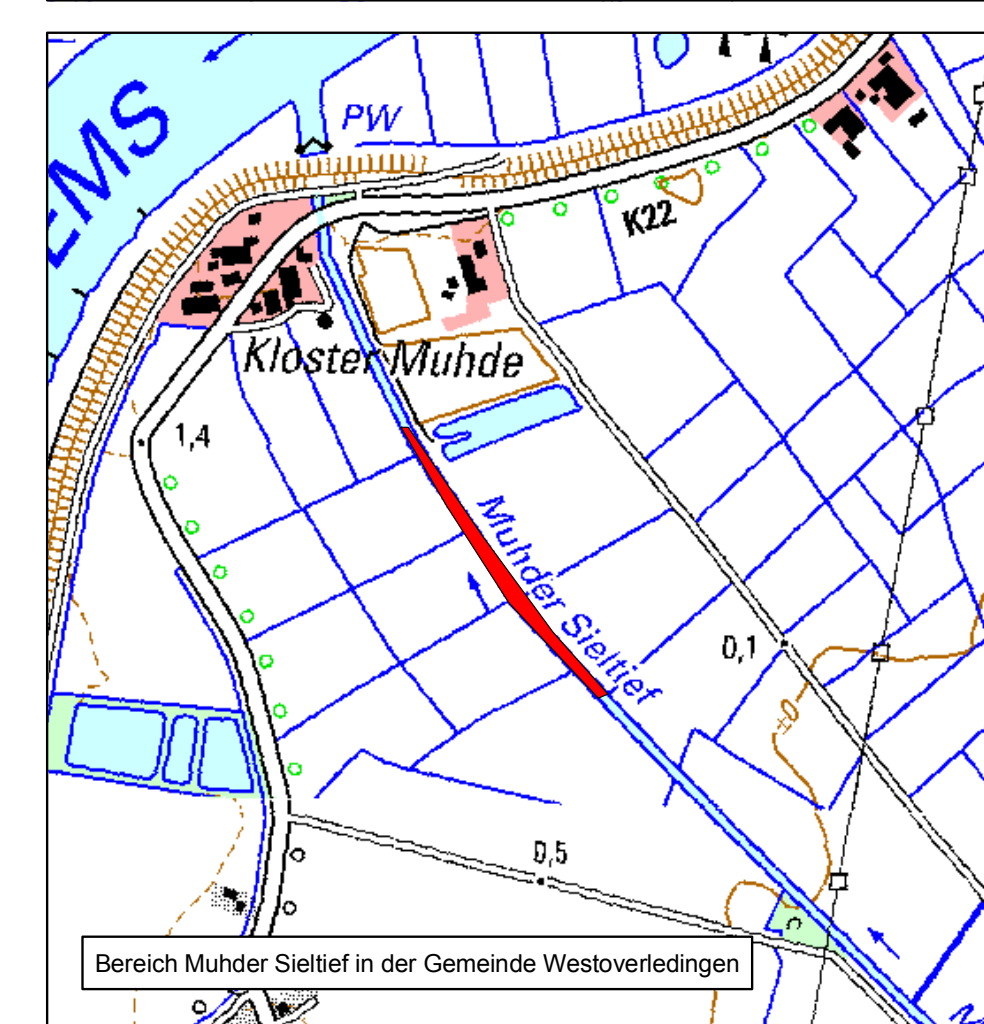 EMS
PW
K22
Kloster Muhde
1,4
Muhder Sieltief
0,1
±0
0,5
Bereich Muhder Sieltief in der Gemeinde Westoverledingen
M